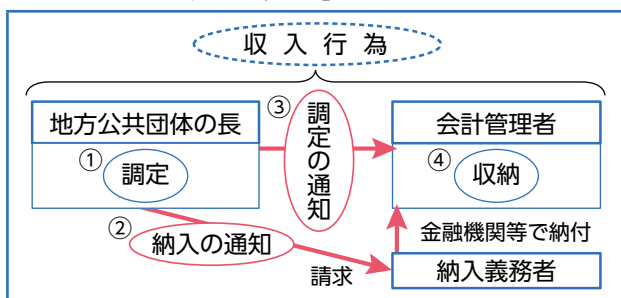 収入行為
地方公共団体の長
③
調定の通知
会計管理者
①
調定
④
収納
②
納入の通知
金融機関等で納付
請求
納入義務者